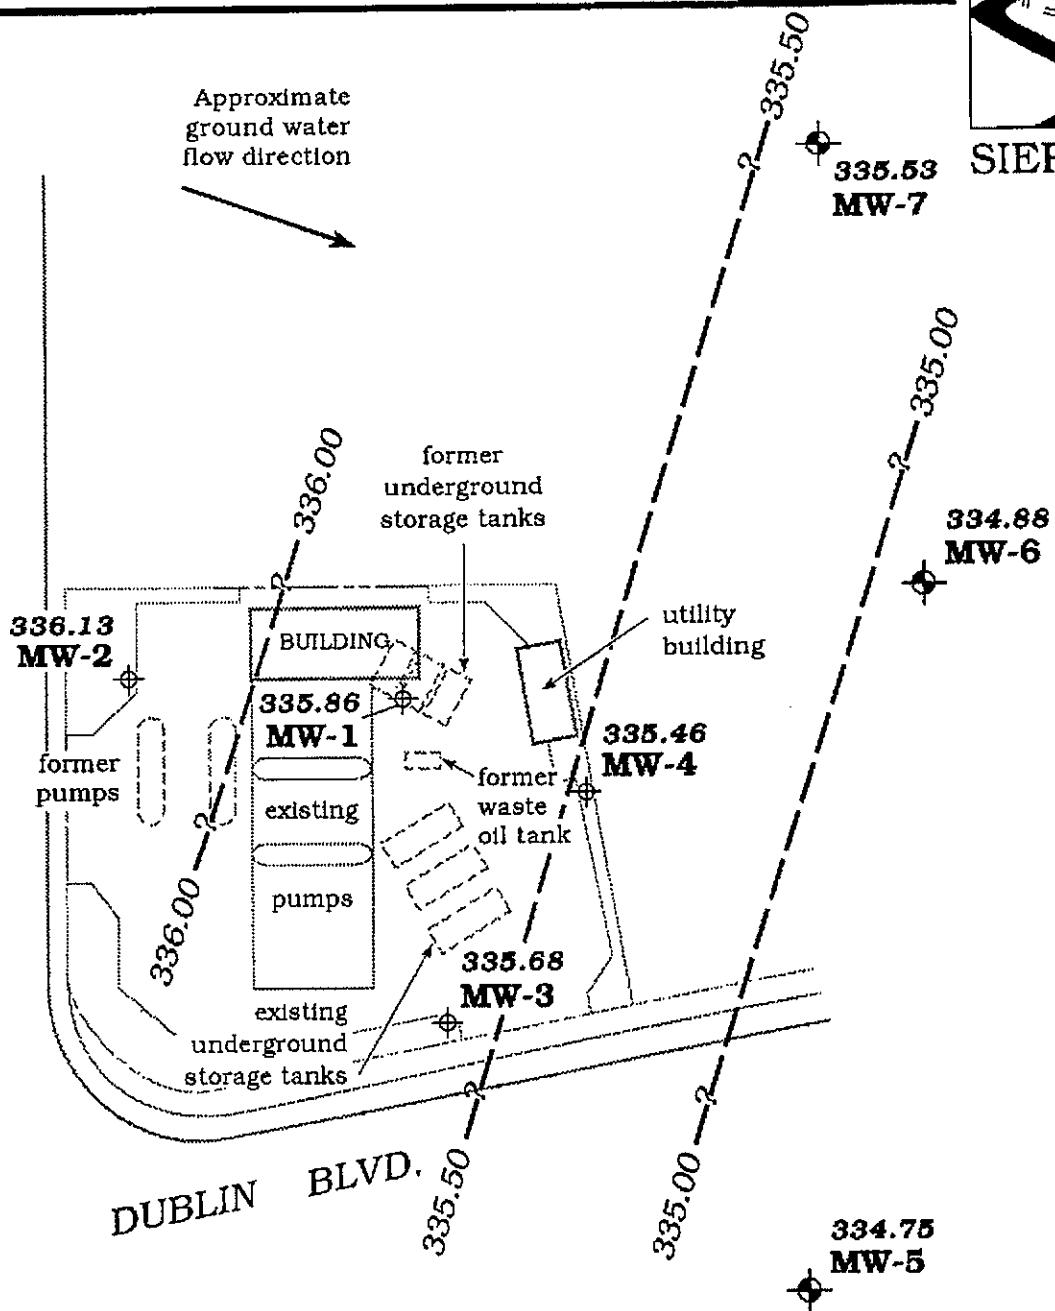 335.50
Approximate
ground water
flow direction
335.53
MW-7
335.00
336.00
former
underground
storage tanks
334.88
MW-6
336.13
MW-2
BUILDING
utility
building
335.86
MW-1
335.46
MW-4
former
pumps
existing
former
waste
oil tank
pumps
336.00
335.68
MW-3
existing
underground
storage tanks
DUBLIN BLVD.
335.50
335.00
334.75
MW-5
?
?
?
?
?
?